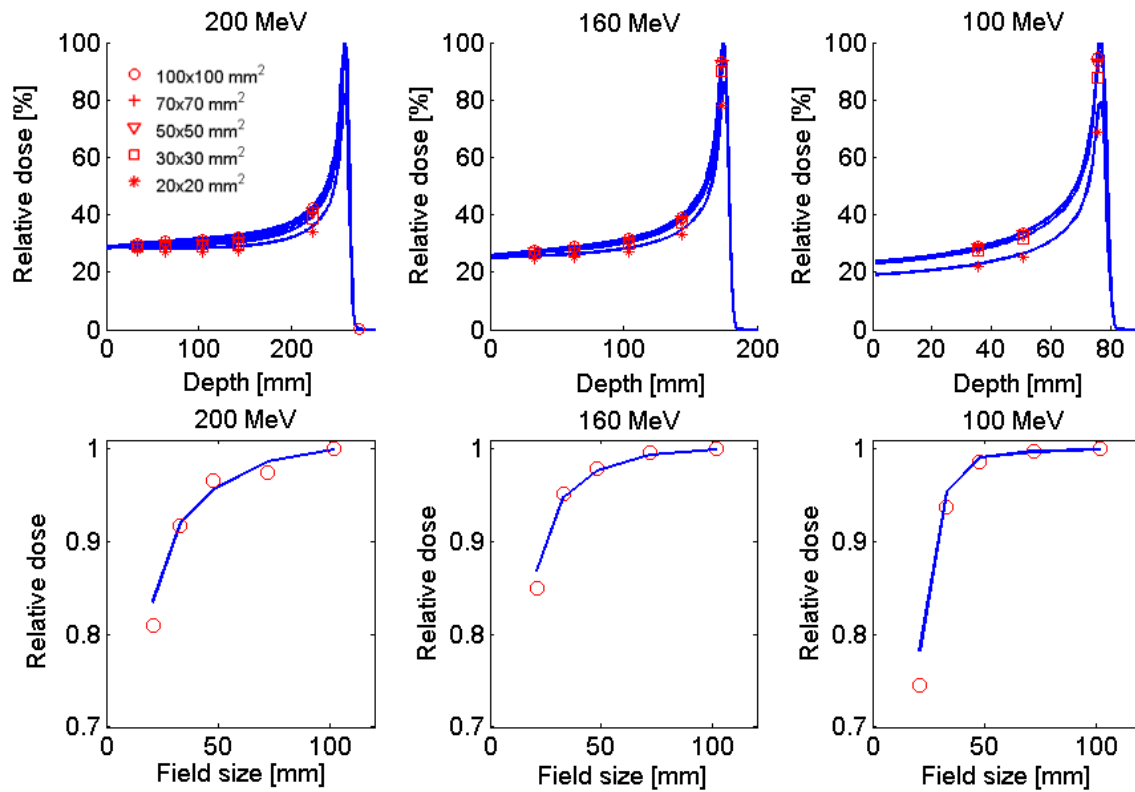 200 MeV
160 MeV
100 MeV
Relative dose [%]
100
80
60
40
20
0
100x100 mm²
70x70 mm²
50x50 mm²
30x30 mm²
20x20 mm²
0 100 200
Depth [mm]
Relative dose [%]
100
80
60
40
20
0
0 100 200
Depth [mm]
Relative dose [%]
100
80
60
40
20
0
0 20 40 60 80
Depth [mm]
200 MeV
160 MeV
100 MeV
Relative dose
1
0.9
0.8
0.7
0 50 100
Field size [mm]
Relative dose
1
0.9
0.8
0.7
0 50 100
Field size [mm]
Relative dose
1
0.9
0.8
0.7
0 50 100
Field size [mm]